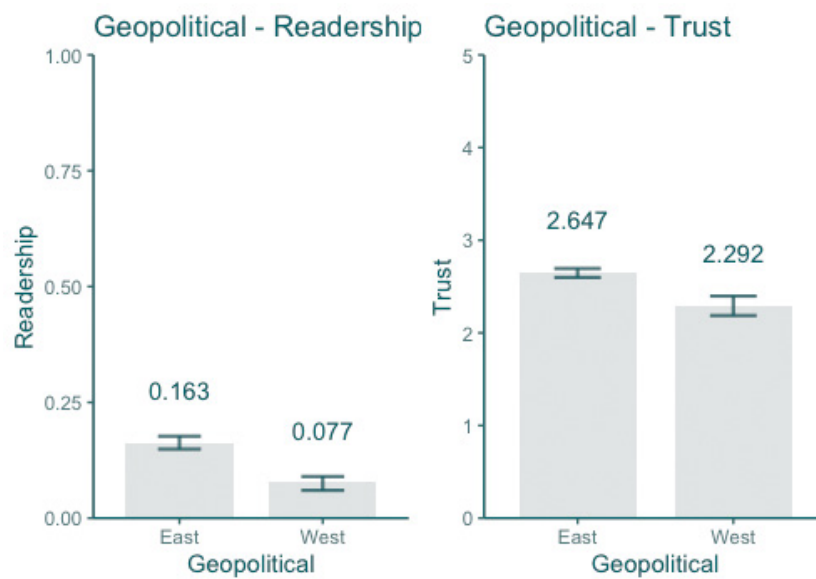 Geopolitical - Readership
1.00
0.75
0.50
0.25
0.00
Readership
0.163
0.077
East
West
Geopolitical
Geopolitical - Trust
5
4
3
2
1
0
Trust
2.647
2.292
East
West
Geopolitical